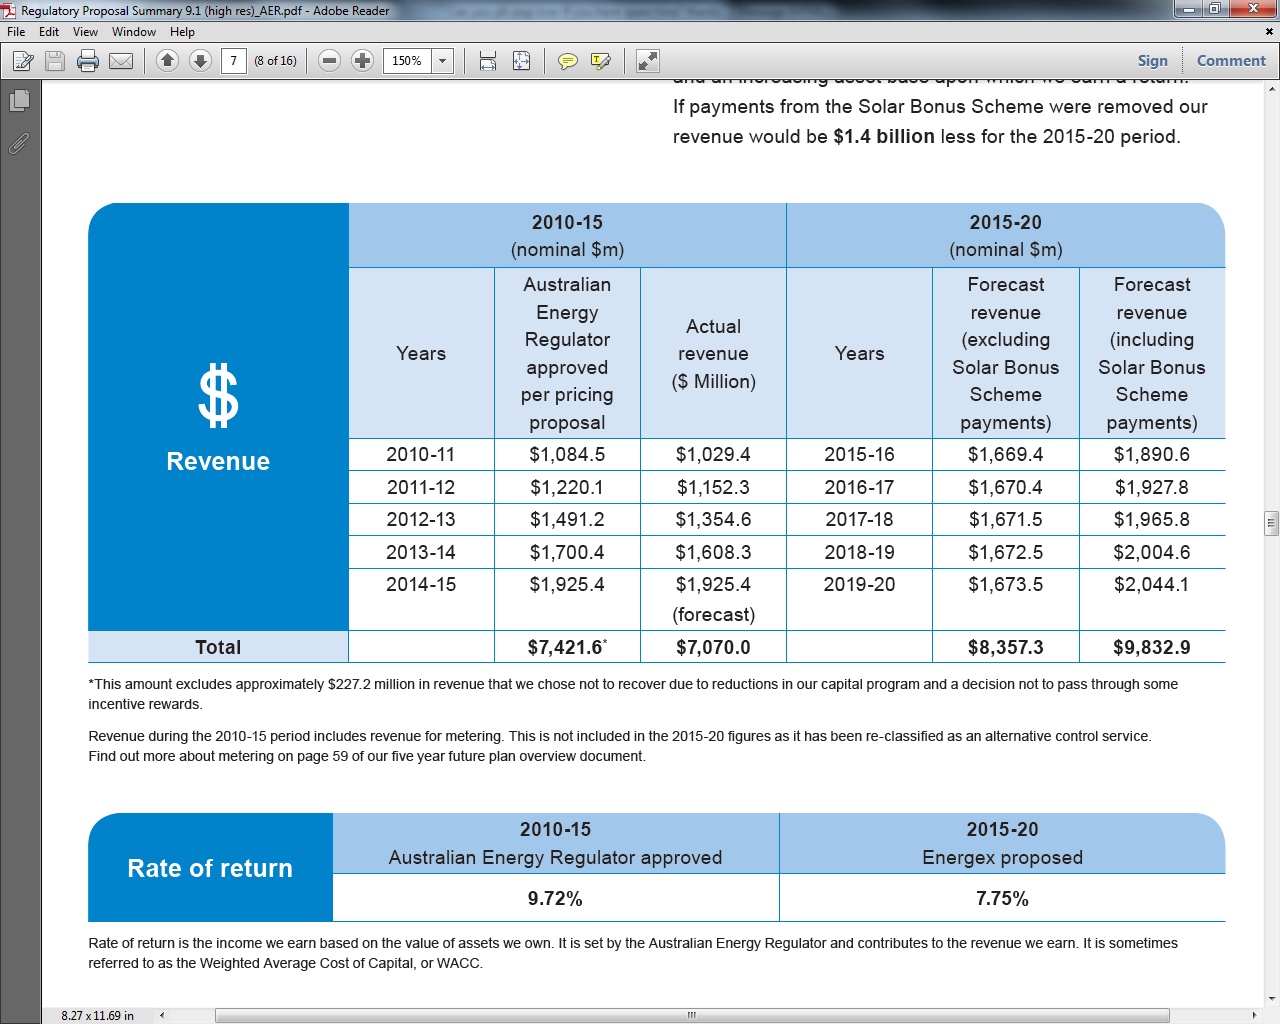 Regulatory Proposal Summary 9.1 (high res)_AER.pdf - Adobe Reader
File Edit View Window Help
7 (8 of 16) 150% Sign Comment
and an increasing asset base upon which we earn a return.
If payments from the Solar Bonus Scheme were removed our
revenue would be $1.4 billion less for the 2015-20 period.
$
Revenue
2010-15
(nominal $m)
2015-20
(nominal $m)
Years
Australian
Energy
Regulator
approved
per pricing
proposal
Actual
revenue
($ Million)
Years
Forecast
revenue
(excluding
Solar Bonus
Scheme
payments)
Forecast
revenue
(including
Solar Bonus
Scheme
payments)
2010-11 $1,084.5 $1,029.4 2015-16 $1,669.4 $1,890.6
2011-12 $1,220.1 $1,152.3 2016-17 $1,670.4 $1,927.8
2012-13 $1,491.2 $1,354.6 2017-18 $1,671.5 $1,965.8
2013-14 $1,700.4 $1,608.3 2018-19 $1,672.5 $2,004.6
2014-15 $1,925.4 $1,925.4 2019-20 $1,673.5 $2,044.1
(forecast)
Total $7,421.6* $7,070.0 $8,357.3 $9,832.9
*This amount excludes approximately $227.2 million in revenue that we chose not to recover due to reductions in our capital program and a decision not to pass through some
incentive rewards.
Revenue during the 2010-15 period includes revenue for metering. This is not included in the 2015-20 figures as it has been re-classified as an alternative control service.
Find out more about metering on page 59 of our five year future plan overview document.
Rate of return
2010-15
Australian Energy Regulator approved
2015-20
Energex proposed
9.72% 7.75%
Rate of return is the income we earn based on the value of assets we own. It is set by the Australian Energy Regulator and contributes to the revenue we earn. It is sometimes
referred to as the Weighted Average Cost of Capital, or WACC.
8.27 x 11.69 in